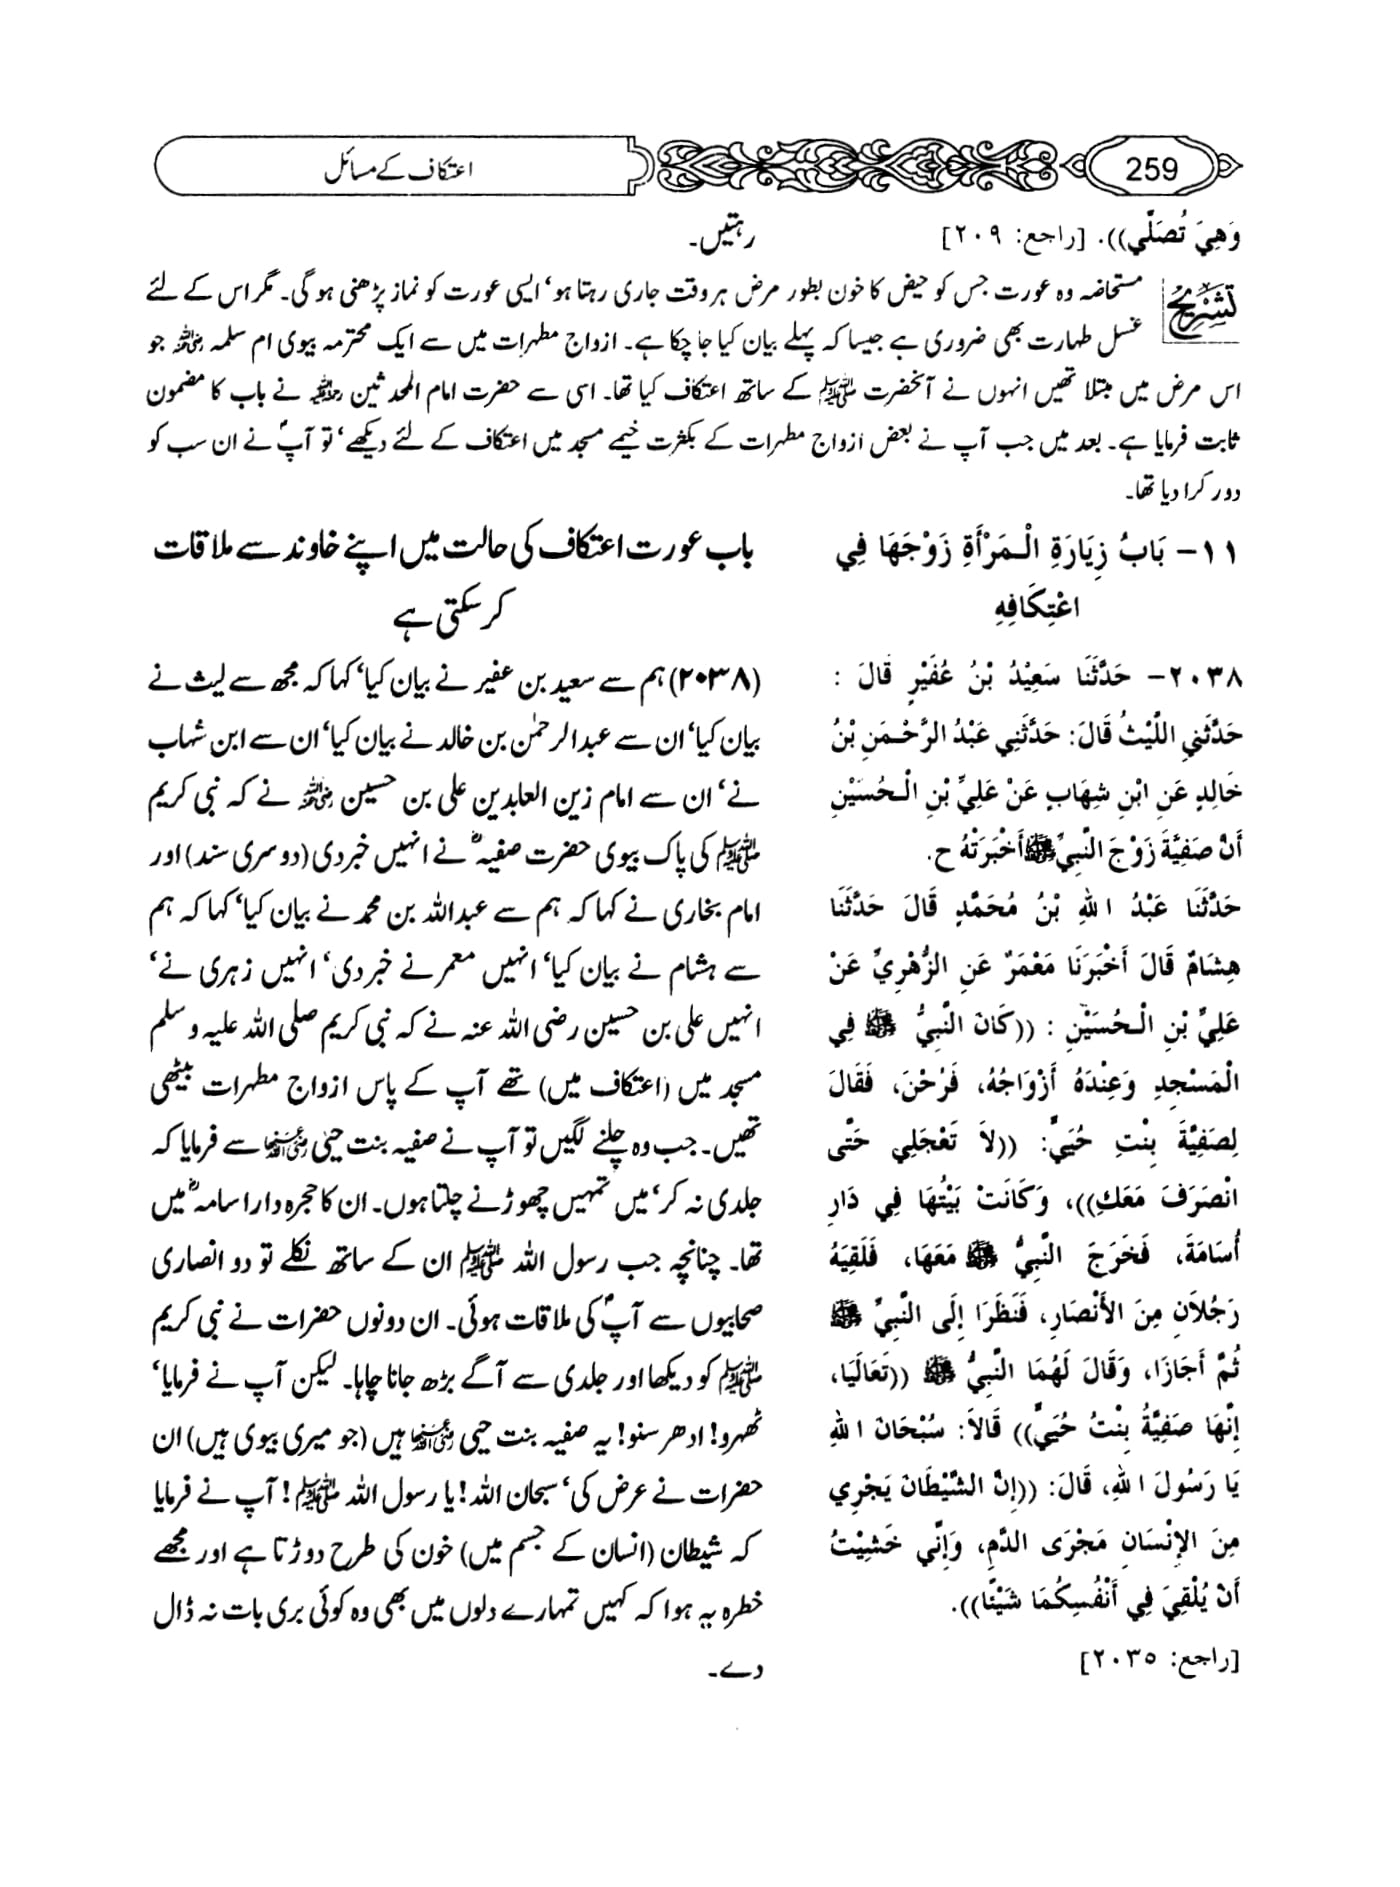 259
اعتکاف کے مسائل
وَهِيَ تُصَلِّي)). [راجع: ٢٠٩]
رہتیں۔
تشریح
مستحاضہ وہ عورت جس کو حیض کا خون بطور مرض ہر وقت جاری رہتا ہو' ایسی عورت کو نماز پڑھنی ہوگی۔ مگر اس کے لئے
غسل طہارت بھی ضروری ہے جیسا کہ پہلے بیان کیا جا چکا ہے۔ ازواج مطہرات میں سے ایک محترمہ بیوی ام سلمہ رضی اللہ عنہا جو
اس مرض میں مبتلا تھیں انہوں نے آنحضرت ﷺ کے ساتھ اعتکاف کیا تھا۔ اسی سے حضرت امام المحدثین رحمۃ اللہ علیہ نے باب کا مضمون
ثابت فرمایا ہے۔ بعد میں جب آپ نے بعض ازواج مطہرات کے بکثرت خیمے مسجد میں اعتکاف کے لئے دیکھے' تو آپؐ نے ان سب کو
دور کرا دیا تھا۔
١١- بَابُ زِيَارَةِ الْمَرْأَةِ زَوْجَهَا فِي
اعْتِكَافِهِ
٢٠٣٨- حَدَّثَنَا سَعِيْدُ بْنُ عُفَيْرٍ قَالَ :
حَدَّثَنِي اللَّيْثُ قَالَ: حَدَّثَنِي عَبْدُ الرَّحْمَنِ بْنُ
خَالِدٍ عَنِ ابْنِ شِهَابٍ عَنْ عَلِيِّ بْنِ الْحُسَيْنِ
أَنَّ صَفِيَّةَ زَوْجَ النَّبِيِّ ﷺ أَخْبَرَتْهُ ح.
حَدَّثَنَا عَبْدُ اللهِ بْنُ مُحَمَّدٍ قَالَ حَدَّثَنَا
هِشَامٌ قَالَ أَخْبَرَنَا مَعْمَرٌ عَنِ الزُّهْرِيِّ عَنْ
عَلِيِّ بْنِ الْحُسَيْنِ : ((كَانَ النَّبِيُّ ﷺ فِي
الْمَسْجِدِ وَعِنْدَهُ أَزْوَاجُهُ، فَرُحْنَ، فَقَالَ
لِصَفِيَّةَ بِنْتِ حُيَيٍّ: ((لاَ تَعْجَلِي حَتَّى
انْصَرِفَ مَعَكِ))، وَكَانَتْ بَيْتُهَا فِي دَارِ
أُسَامَةَ، فَخَرَجَ النَّبِيُّ ﷺ مَعَهَا، فَلَقِيَهُ
رَجُلاَنِ مِنَ الأَنْصَارِ، فَنَظَرَا إِلَى النَّبِيِّ ﷺ
ثُمَّ أَجَازَا، وَقَالَ لَهُمَا النَّبِيُّ ﷺ ((تَعَالَيَا،
إِنَّهَا صَفِيَّةُ بِنْتُ حُيَيٍّ)) قَالاَ: سُبْحَانَ اللهِ
يَا رَسُولَ اللهِ، قَالَ: ((إِنَّ الشَّيْطَانَ يَجْرِي
مِنَ الإِنْسَانِ مَجْرَى الدَّمِ، وَإِنِّي خَشِيْتُ
أَنْ يُلْقِيَ فِي أَنْفُسِكُمَا شَيْئًا)).
[راجع: ٢٠٣٥]
باب عورت اعتکاف کی حالت میں اپنے خاوند سے ملاقات
کر سکتی ہے
(۲۰۳۸) ہم سے سعید بن عفیر نے بیان کیا' کہا کہ مجھ سے لیث نے
بیان کیا' ان سے عبدالرحمٰن بن خالد نے بیان کیا' ان سے ابن شہاب
نے' ان سے امام زین العابدین علی بن حسین رضی اللہ عنہ نے کہ نبی کریم
ﷺ کی پاک بیوی حضرت صفیہؓ نے انہیں خبر دی (دوسری سند) اور
امام بخاری نے کہا کہ ہم سے عبداللہ بن محمد نے بیان کیا' کہا کہ ہم
سے ہشام نے بیان کیا' انہیں معمر نے خبر دی' انہیں زہری نے'
انہیں علی بن حسین رضی اللہ عنہ نے کہ نبی کریم صلی اللہ علیہ وسلم
مسجد میں (اعتکاف میں) تھے آپ کے پاس ازواج مطہرات بیٹھی
تھیں۔ جب وہ چلنے لگیں تو آپ نے صفیہ بنت حیی رضی اللہ عنہا سے فرمایا کہ
جلدی نہ کر' میں تمہیں چھوڑنے چلتا ہوں۔ ان کا حجرہ دار اسامہؓ میں
تھا۔ چنانچہ جب رسول اللہ ﷺ ان کے ساتھ نکلے تو دو انصاری
صحابیوں سے آپؐ کی ملاقات ہوئی۔ ان دونوں حضرات نے نبی کریم
ﷺ کو دیکھا اور جلدی سے آگے بڑھ جانا چاہا۔ لیکن آپ نے فرمایا'
ٹھہرو! ادھر سنو! یہ صفیہ بنت حیی رضی اللہ عنہا ہیں (جو میری بیوی ہیں) ان
حضرات نے عرض کی' سبحان اللہ! یا رسول اللہ ﷺ! آپ نے فرمایا
کہ شیطان (انسان کے جسم میں) خون کی طرح دوڑتا ہے اور مجھے
خطرہ یہ ہوا کہ کہیں تمہارے دلوں میں بھی وہ کوئی بری بات نہ ڈال
دے۔